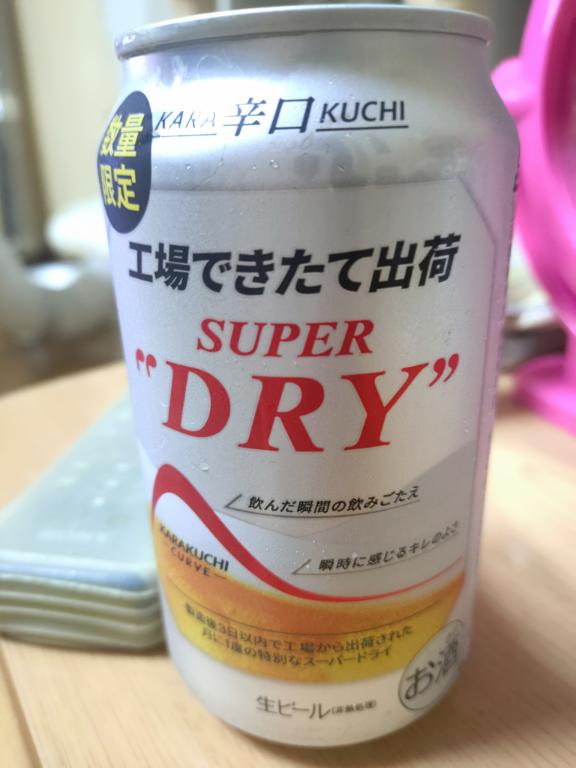 数量
限定
KARA 辛口 KUCHI
工場できたて出荷
SUPER
“DRY”
飲んだ瞬間の飲みごたえ
瞬時に感じるキレのよさ
KARAKUCHI
CURVE
製造後3日以内で工場から出荷された
月に1度の特別なスーパードライ
お酒
生ビール(非熱処理)